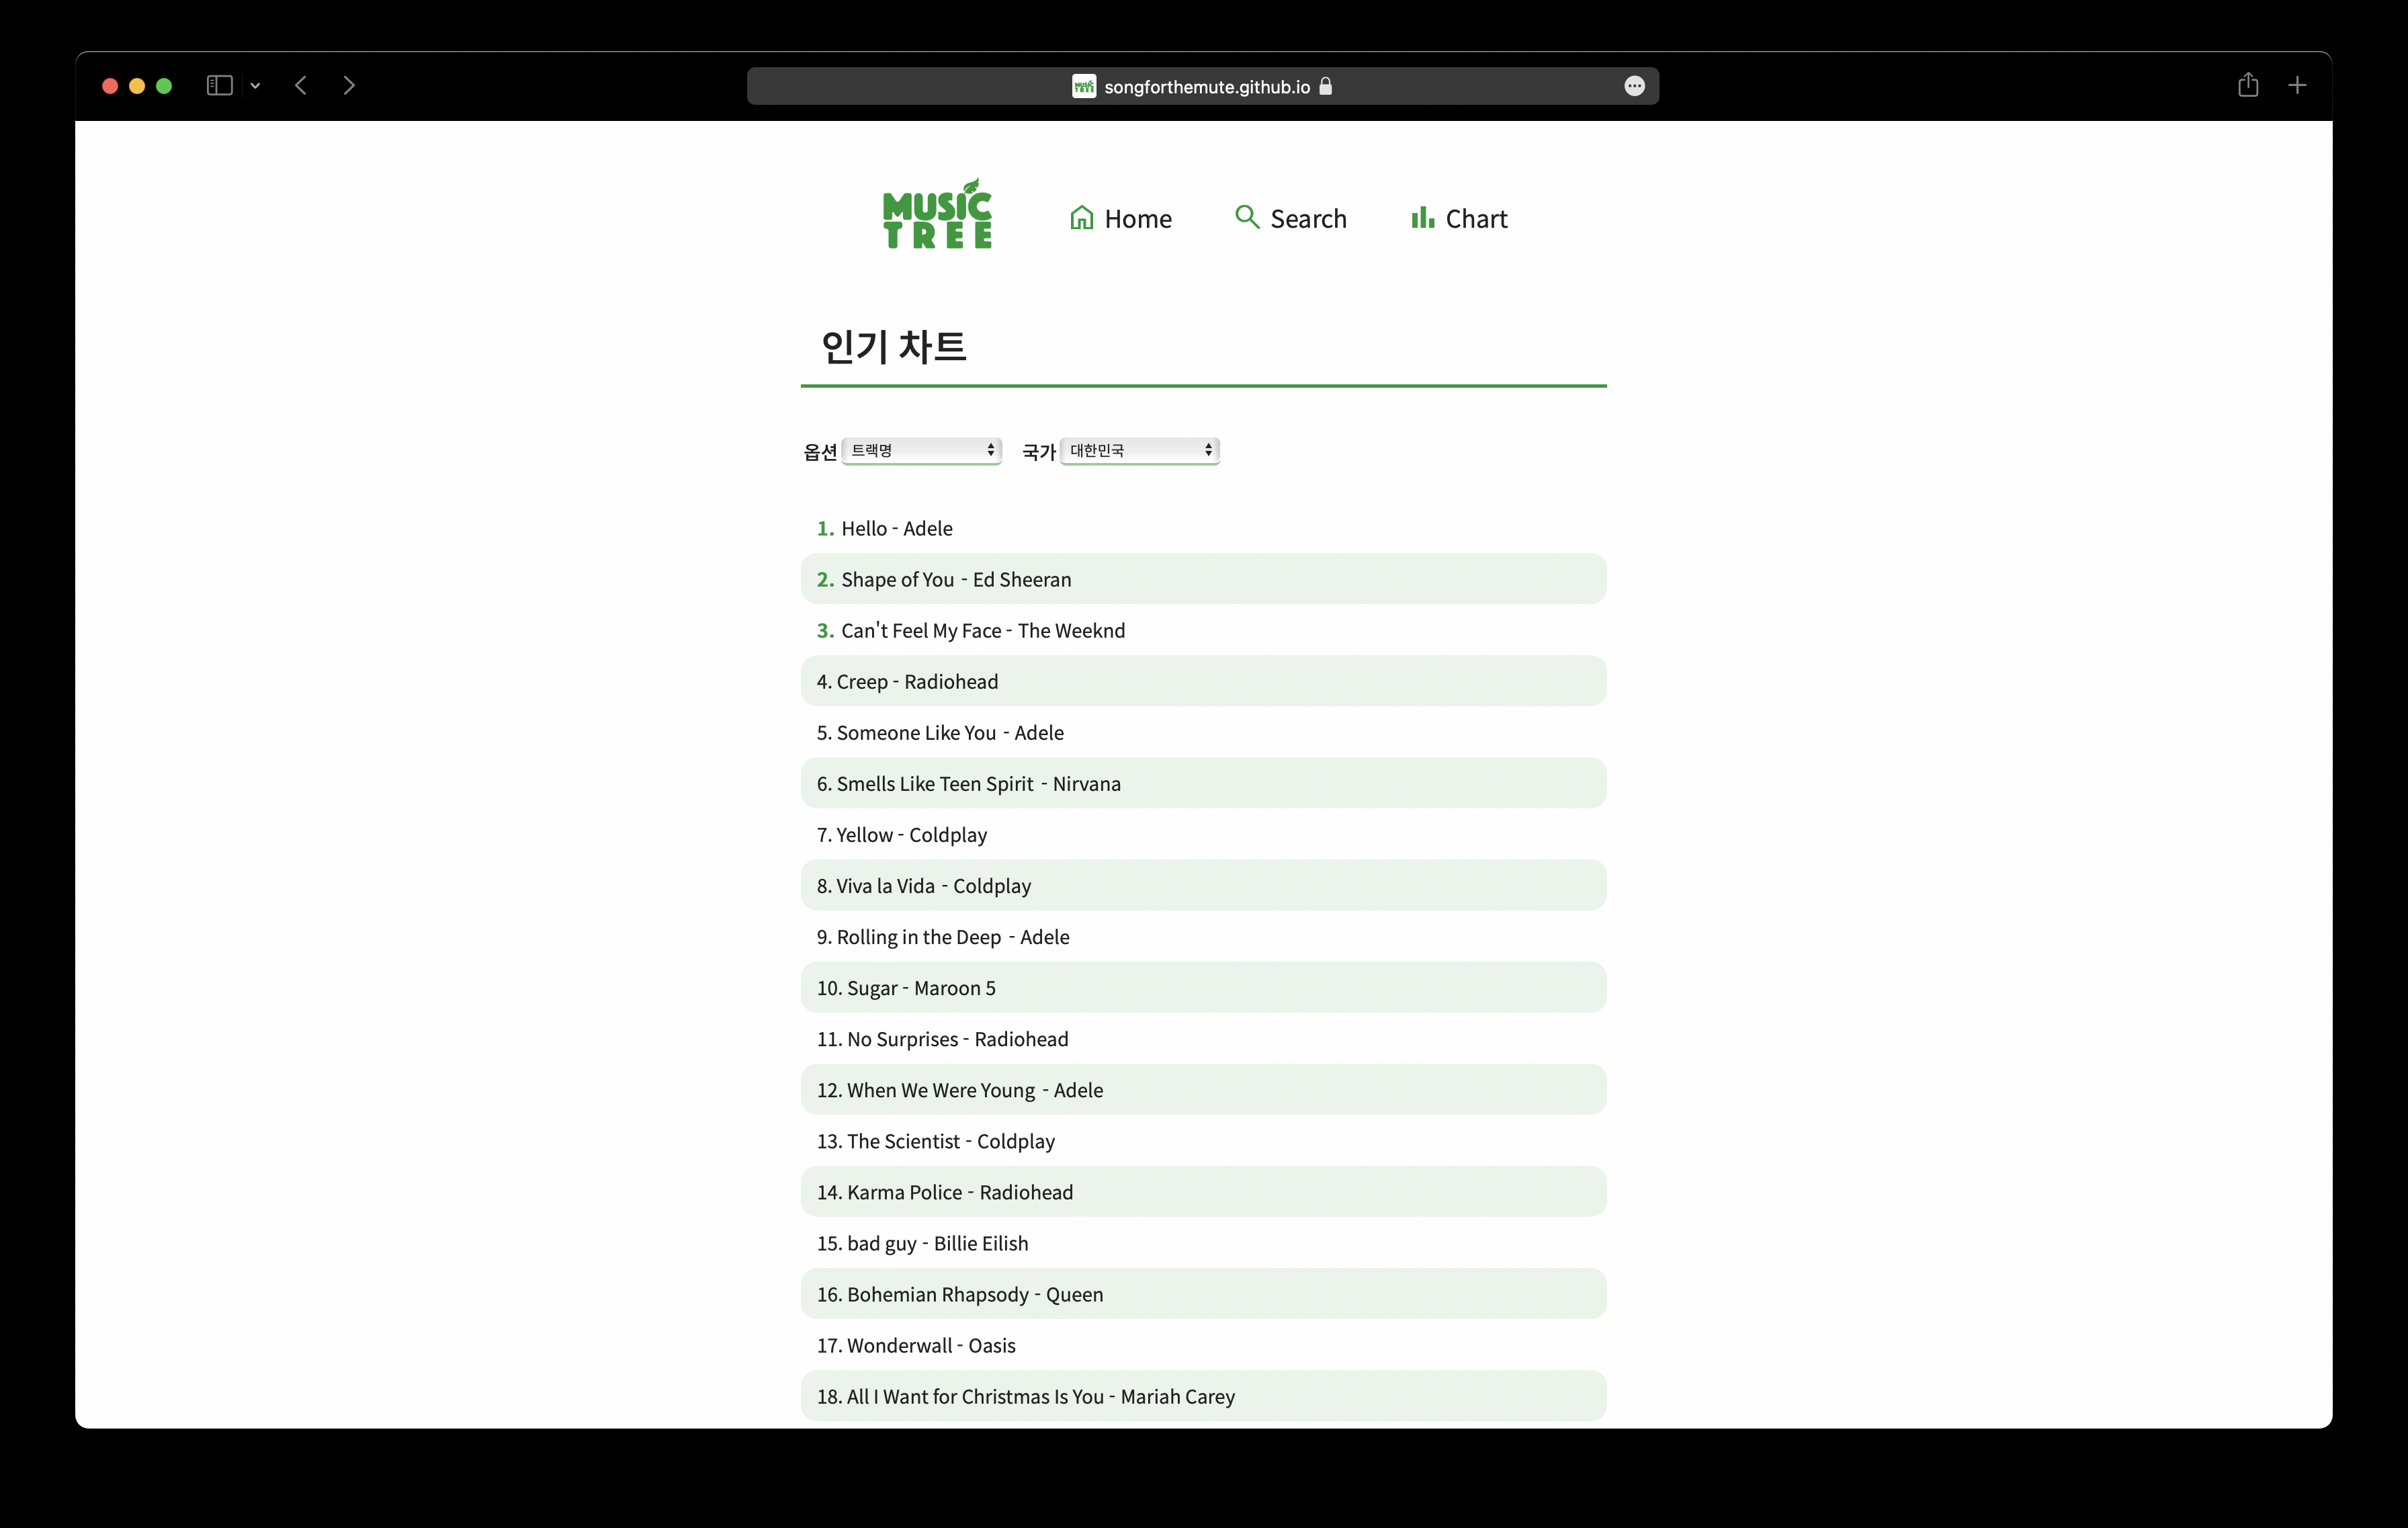 songforthemute.github.io
MUSIC
TREE
Home
Search
Chart
인기 차트
옵션 트랙명 국가 대한민국
1. Hello - Adele
2. Shape of You - Ed Sheeran
3. Can't Feel My Face - The Weeknd
4. Creep - Radiohead
5. Someone Like You - Adele
6. Smells Like Teen Spirit - Nirvana
7. Yellow - Coldplay
8. Viva la Vida - Coldplay
9. Rolling in the Deep - Adele
10. Sugar - Maroon 5
11. No Surprises - Radiohead
12. When We Were Young - Adele
13. The Scientist - Coldplay
14. Karma Police - Radiohead
15. bad guy - Billie Eilish
16. Bohemian Rhapsody - Queen
17. Wonderwall - Oasis
18. All I Want for Christmas Is You - Mariah Carey